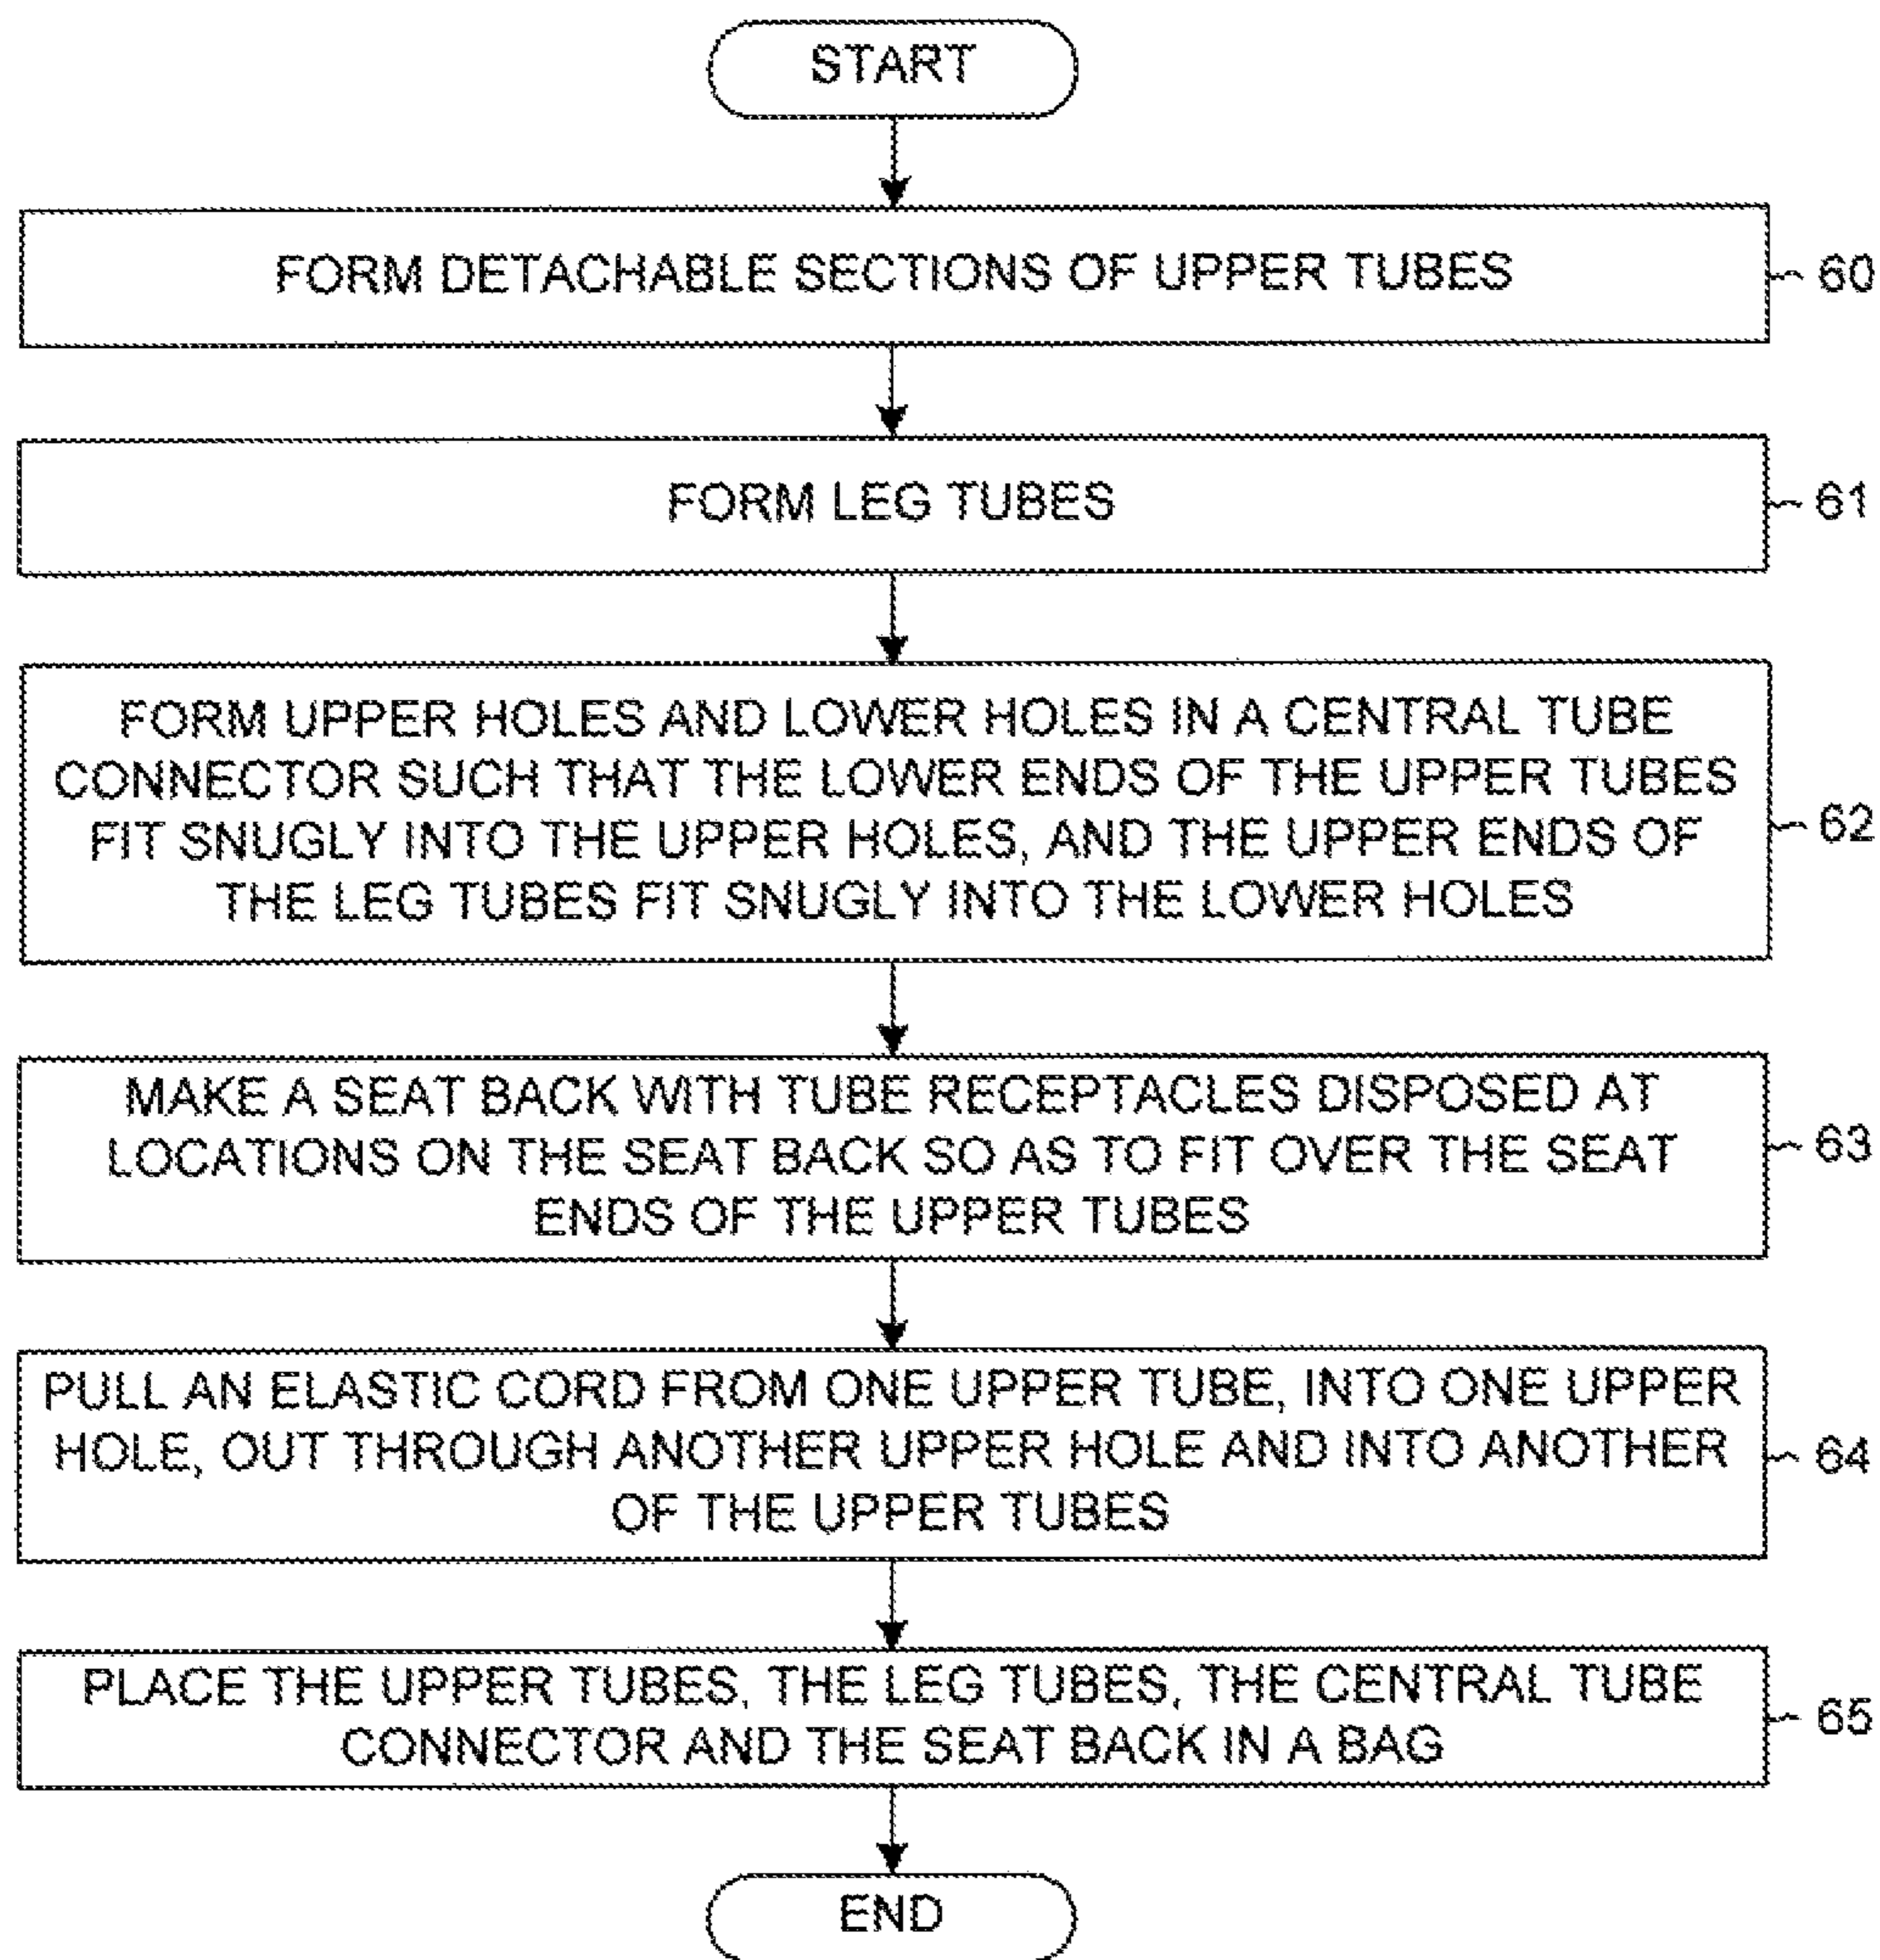 START
FORM DETACHABLE SECTIONS OF UPPER TUBES
60
FORM LEG TUBES
61
FORM UPPER HOLES AND LOWER HOLES IN A CENTRAL TUBE
CONNECTOR SUCH THAT THE LOWER ENDS OF THE UPPER TUBES
FIT SNUGLY INTO THE UPPER HOLES, AND THE UPPER ENDS OF
THE LEG TUBES FIT SNUGLY INTO THE LOWER HOLES
62
MAKE A SEAT BACK WITH TUBE RECEPTACLES DISPOSED AT
LOCATIONS ON THE SEAT BACK SO AS TO FIT OVER THE SEAT
ENDS OF THE UPPER TUBES
63
PULL AN ELASTIC CORD FROM ONE UPPER TUBE, INTO ONE UPPER
HOLE, OUT THROUGH ANOTHER UPPER HOLE AND INTO ANOTHER
OF THE UPPER TUBES
64
PLACE THE UPPER TUBES, THE LEG TUBES, THE CENTRAL TUBE
CONNECTOR AND THE SEAT BACK IN A BAG
65
END